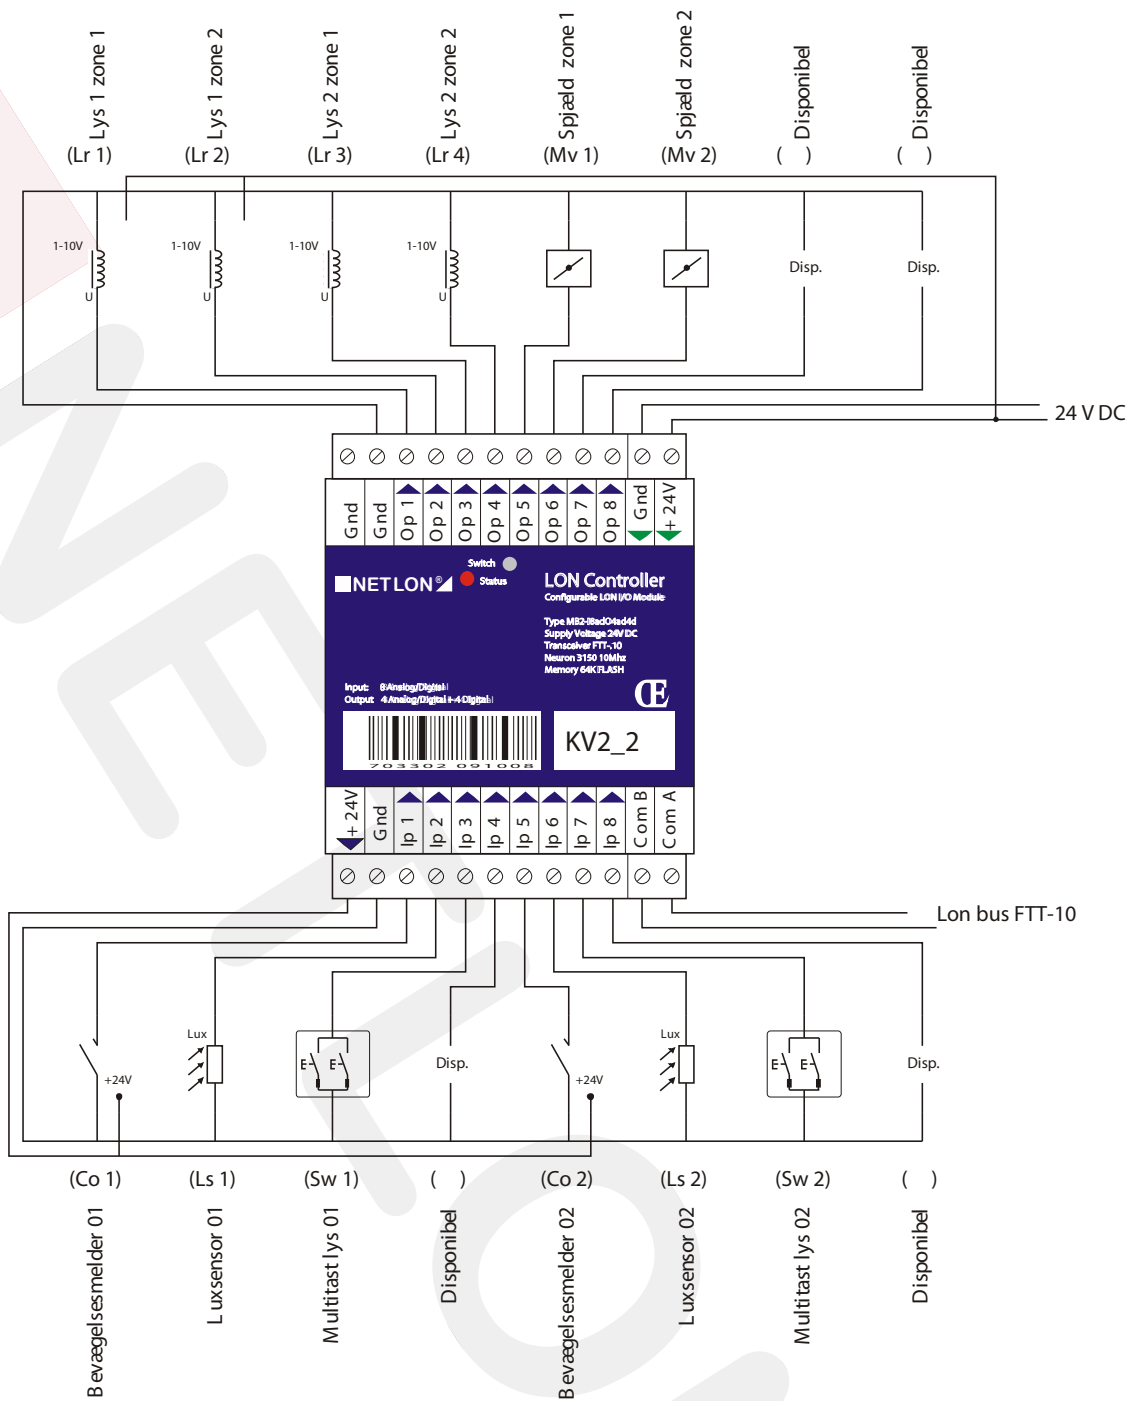 Lys 1 zone 1
Lys 1 zone 2
Lys 2 zone 1
Lys 2 zone 2
Spjæld zone 1
Spjæld zone 2
Disponibel
Disponibel
(Lr 1)
(Lr 2)
(Lr 3)
(Lr 4)
(Mv 1)
(Mv 2)
( )
( )
1-10V
U
1-10V
U
1-10V
U
1-10V
U
Disp.
Disp.
24 V DC
Gnd
Gnd
Op 1
Op 2
Op 3
Op 4
Op 5
Op 6
Op 7
Op 8
Gnd
+ 24V
Switch
Status
NETLON®
LON Controller
Configurable LON I/O Module
Type MB2-I8adO4ad4d
Supply Voltage 24V DC
Transceiver FTT-.10
Neuron 3150 10Mhz
Memory 64K FLASH
Input: 8 Analog/Digital
Output 4 Analog/Digital + 4 Digital
CE
703302 091008
KV2_2
+ 24V
Gnd
Ip 1
Ip 2
Ip 3
Ip 4
Ip 5
Ip 6
Ip 7
Ip 8
Com B
Com A
Lon bus FTT-10
+24V
Lux
E
E
Disp.
+24V
Lux
E
E
Disp.
(Co 1)
(Ls 1)
(Sw 1)
( )
(Co 2)
(Ls 2)
(Sw 2)
( )
Bevægelsesmelder 01
Luxsensor 01
Multitast lys 01
Disponibel
Bevægelsesmelder 02
Luxsensor 02
Multitast lys 02
Disponibel
NETLO